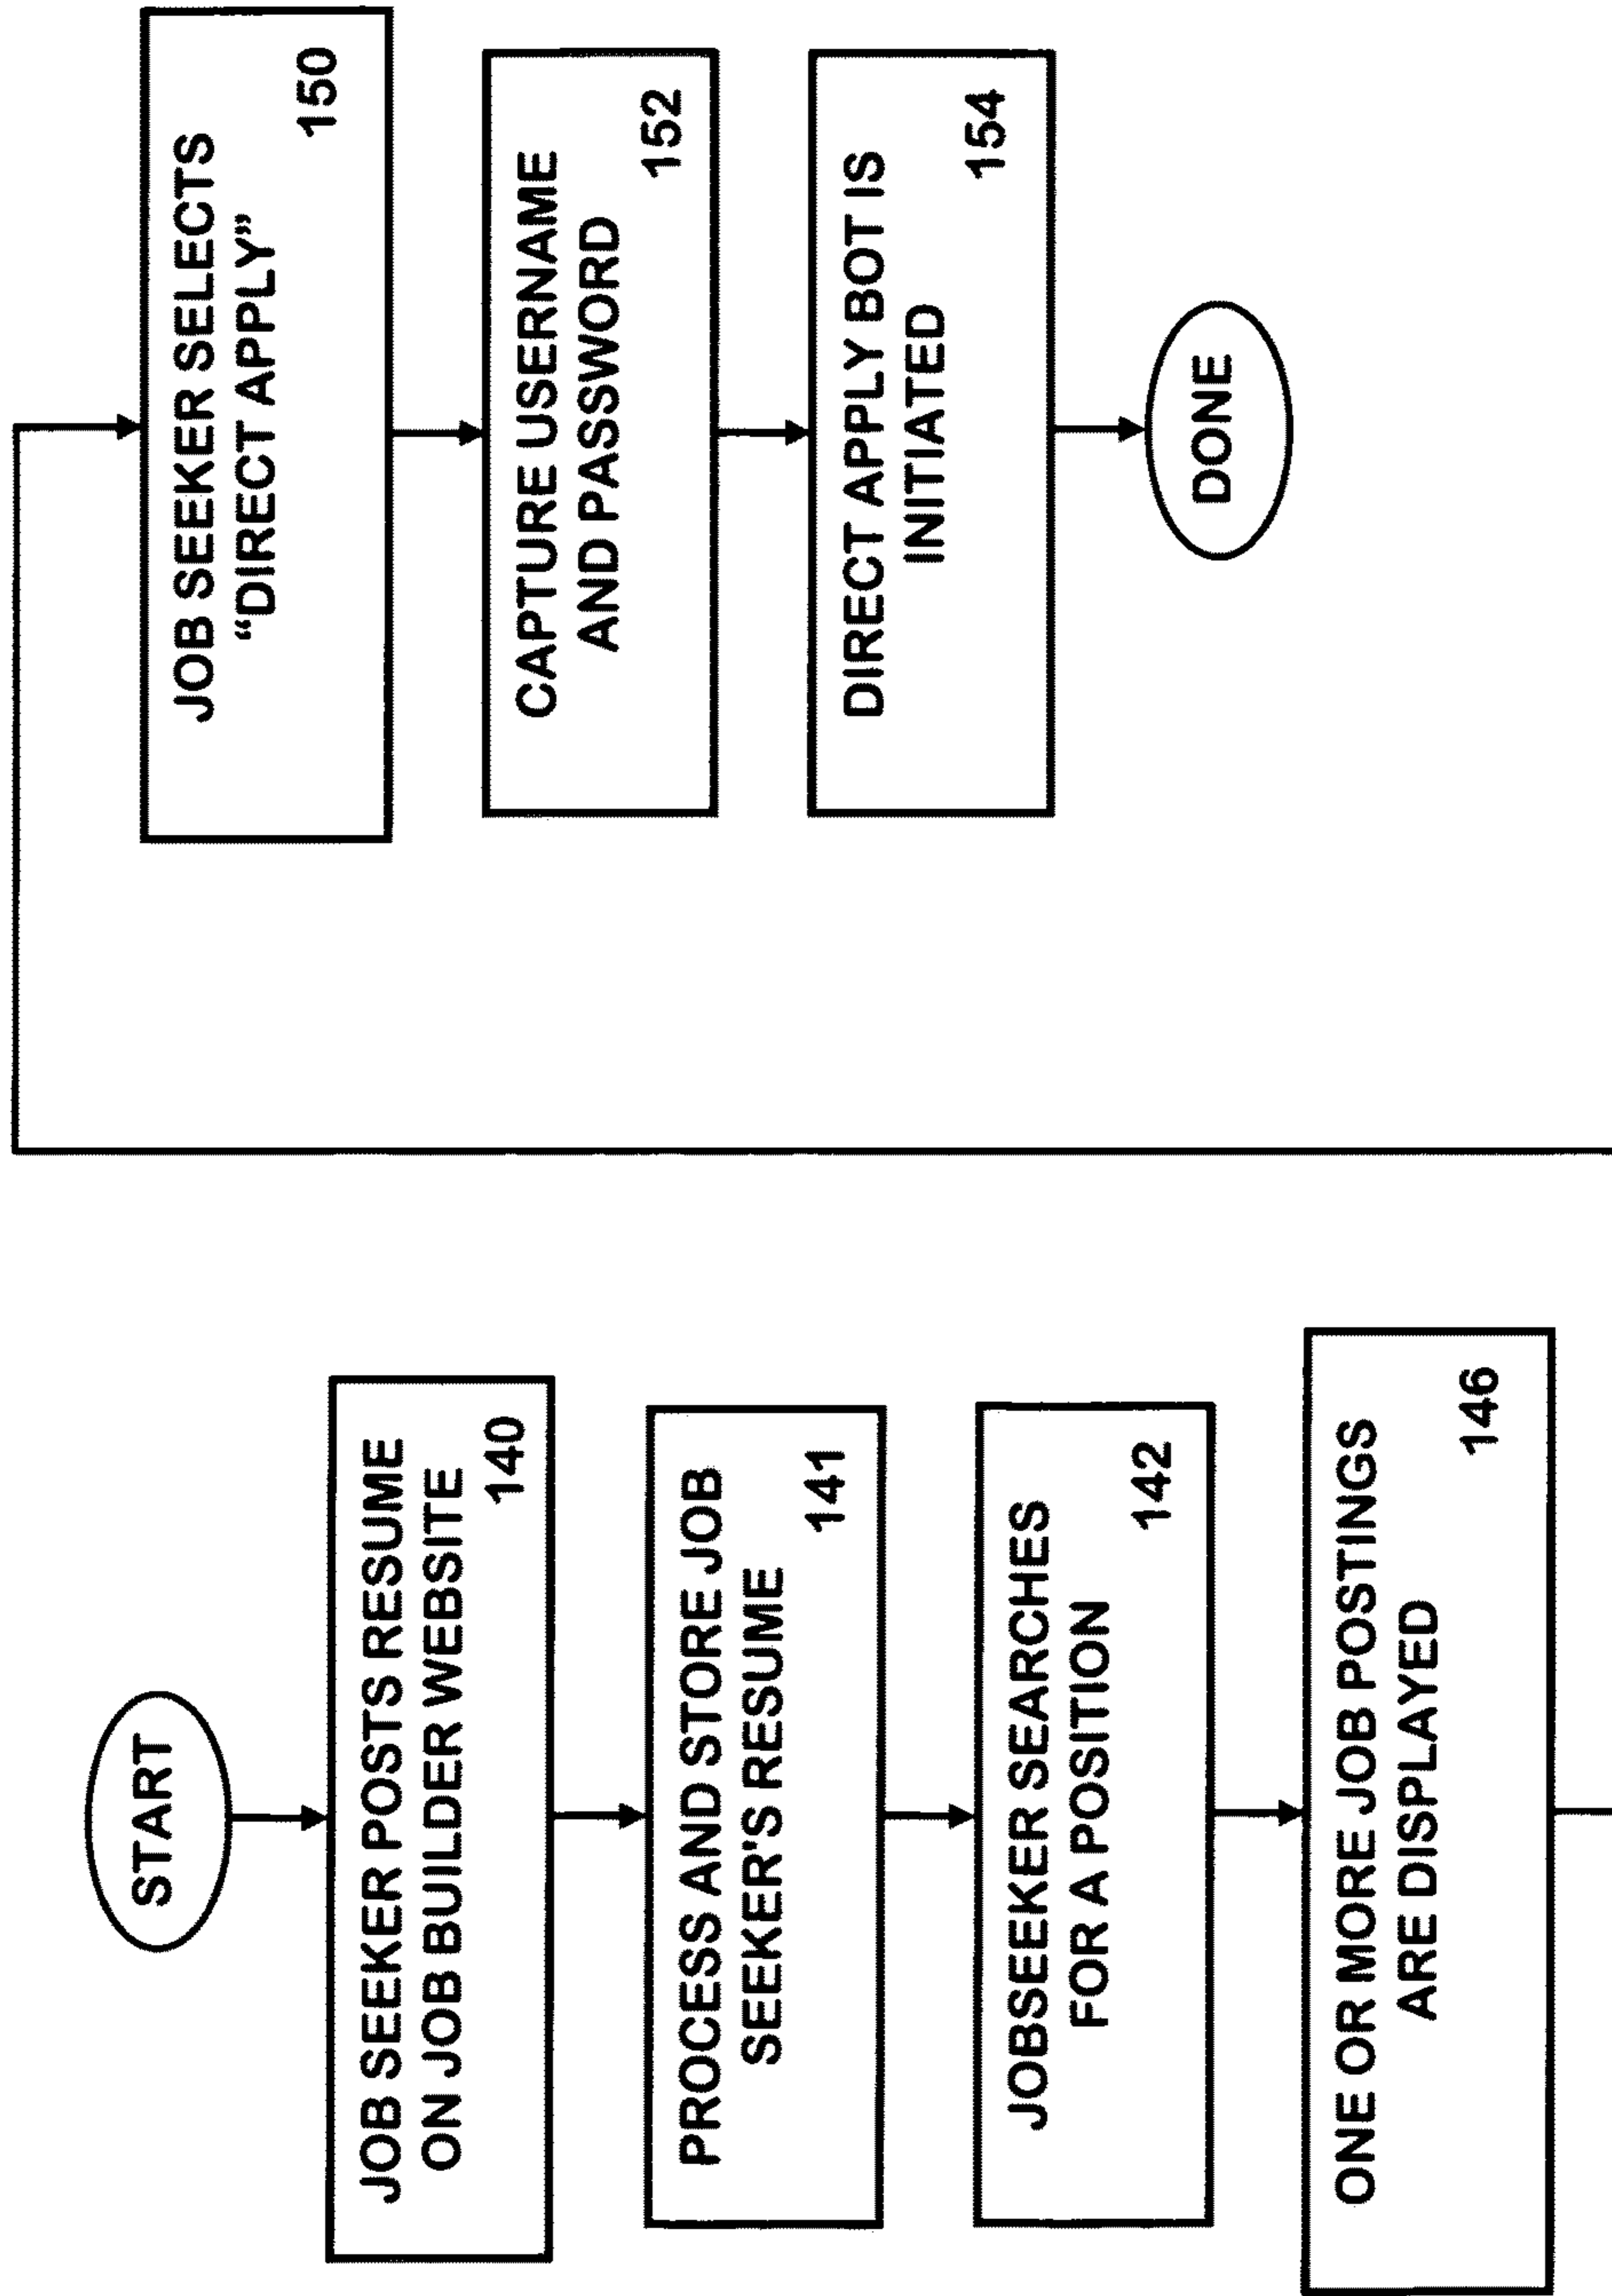 START
JOB SEEKER POSTS RESUME
ON JOB BUILDER WEBSITE
140
PROCESS AND STORE JOB
SEEKER'S RESUME
141
JOBSEEKER SEARCHES
FOR A POSITION
142
ONE OR MORE JOB POSTINGS
ARE DISPLAYED
146
JOB SEEKER SELECTS
“DIRECT APPLY”
150
CAPTURE USERNAME
AND PASSWORD
152
DIRECT APPLY BOT IS
INITIATED
154
DONE